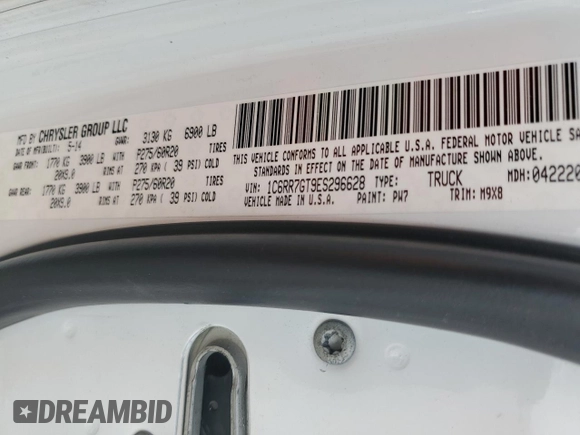 MFG BY CHRYSLER GROUP LLC
DATE OF MFR(BUILT): 5-14 GVWR: 3130 KG 6900 LB
GAWR FRONT: 1770 KG 3900 LB WITH P275/60R20 TIRES
20X9.0 RIMS AT 270 KPA ( 39 PSI) COLD
GAWR REAR: 1770 KG 3900 LB WITH P275/60R20 TIRES
20X9.0 RIMS AT 270 KPA ( 39 PSI) COLD
THIS VEHICLE CONFORMS TO ALL APPLICABLE U.S.A. FEDERAL MOTOR VEHICLE SA
STANDARDS IN EFFECT ON THE DATE OF MANUFACTURE SHOWN ABOVE.
VIN: 1C6RR7GT9ES296628 TYPE: TRUCK MDH: 042220
VEHICLE MADE IN U.S.A. PAINT: PW7 TRIM: M9X8
DREAMBID